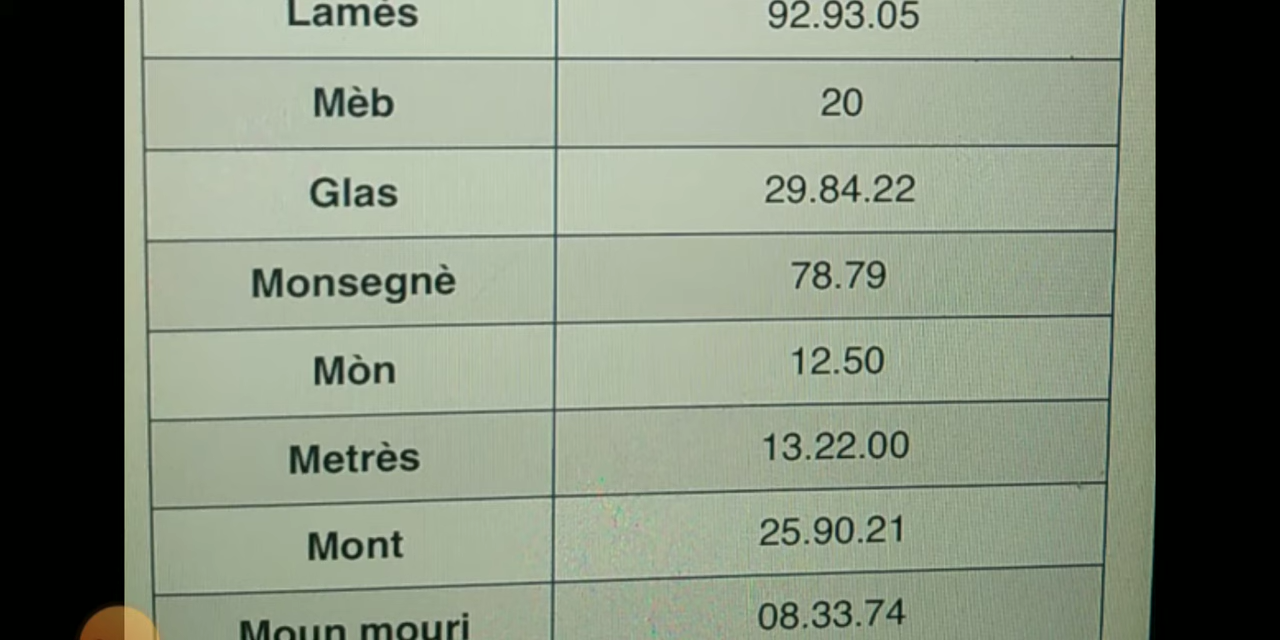 Lamès 92.93.05
Mèb 20
Glas 29.84.22
Monsegnè 78.79
Mòn 12.50
Metrès 13.22.00
Mont 25.90.21
Moun mouri 08.33.74